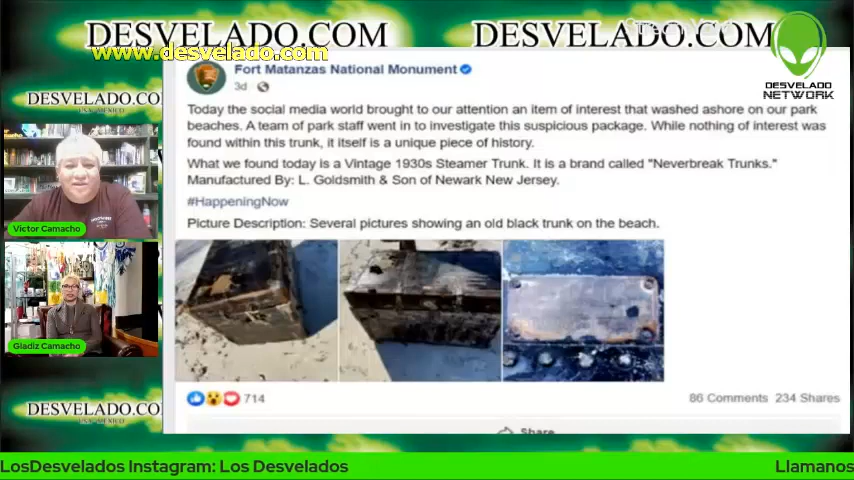 DESVELADO.COM
DESVELADO.COM
www.desvelado.com
DESVELADO
NETWORK
Fort Matanzas National Monument
3d
Today the social media world brought to our attention an item of interest that washed ashore on our park
beaches. A team of park staff went in to investigate this suspicious package. While nothing of interest was
found within this trunk, it itself is a unique piece of history.
What we found today is a Vintage 1930s Steamer Trunk. It is a brand called "Neverbreak Trunks."
Manufactured By: L. Goldsmith & Son of Newark New Jersey.
#HappeningNow
Picture Description: Several pictures showing an old black trunk on the beach.
714
86 Comments 234 Shares
Share
DESVELADO.CO
Victor Camacho
Gladiz Camacho
DESVELADO.CO
LosDesvelados Instagram: Los Desvelados
Llamanos